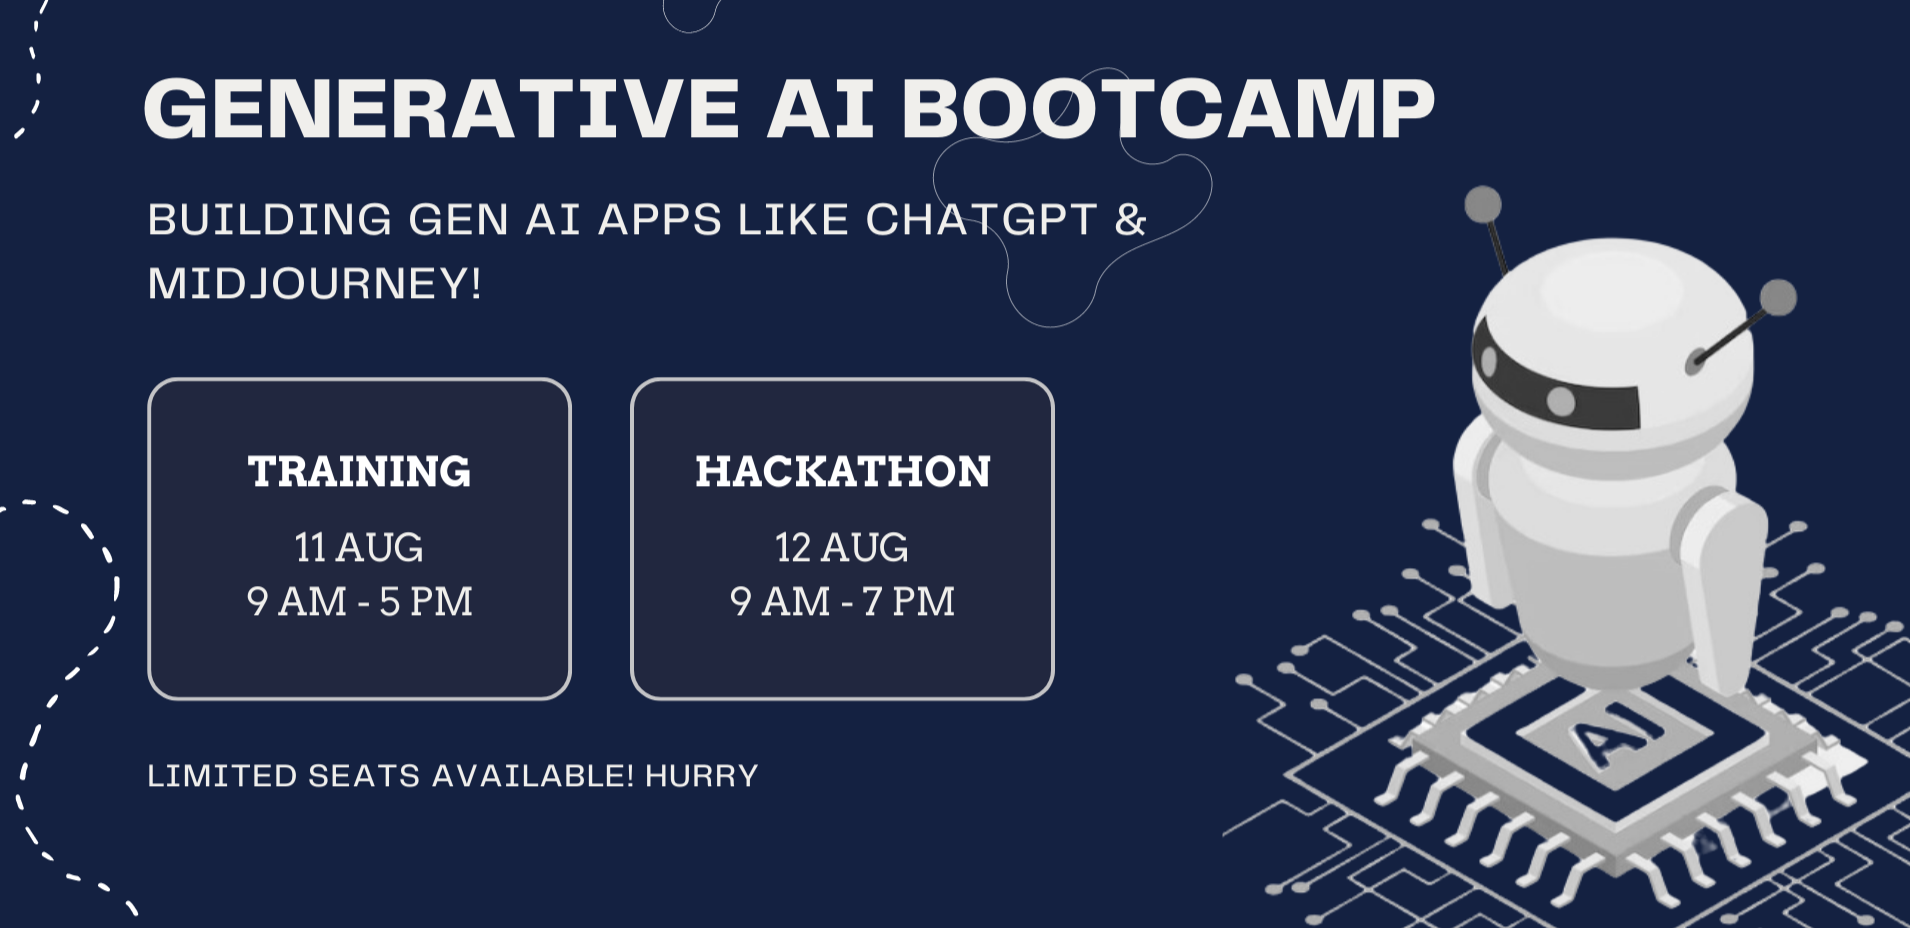 GENERATIVE AI BOOTCAMP
BUILDING GEN AI APPS LIKE CHATGPT &
MIDJOURNEY!
TRAINING
11 AUG
9 AM - 5 PM
HACKATHON
12 AUG
9 AM - 7 PM
LIMITED SEATS AVAILABLE! HURRY
AI